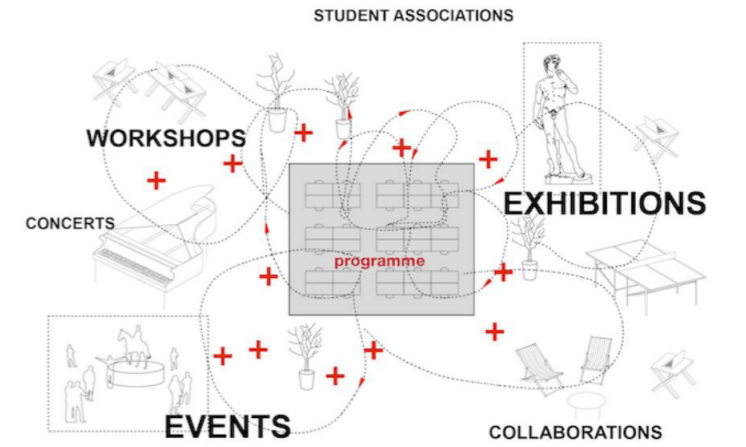 STUDENT ASSOCIATIONS
WORKSHOPS
EXHIBITIONS
CONCERTS
programme
EVENTS
COLLABORATIONS